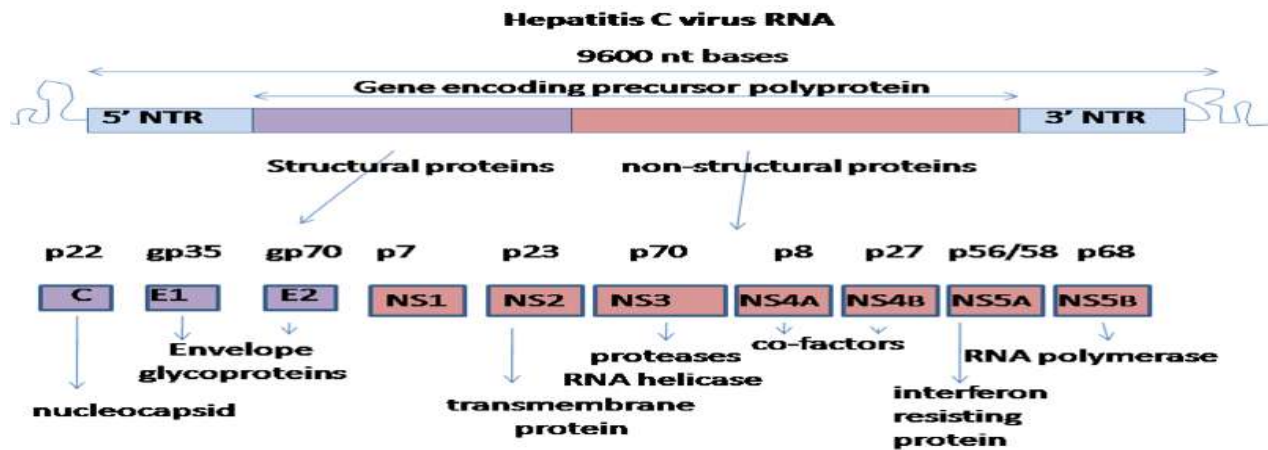 Hepatitis C virus RNA
9600 nt bases
Gene encoding precursor polyprotein
5' NTR
3' NTR
Structural proteins
non-structural proteins
p22 gp35 gp70 p7 p23 p70 p8 p27 p56/58 p68
C E1 E2 NS1 NS2 NS3 NS4A NS4B NS5A NS5B
Envelope
glycoproteins
nucleocapsid
transmembrane
protein
proteases
RNA helicase
co-factors
interferon
resisting
protein
RNA polymerase